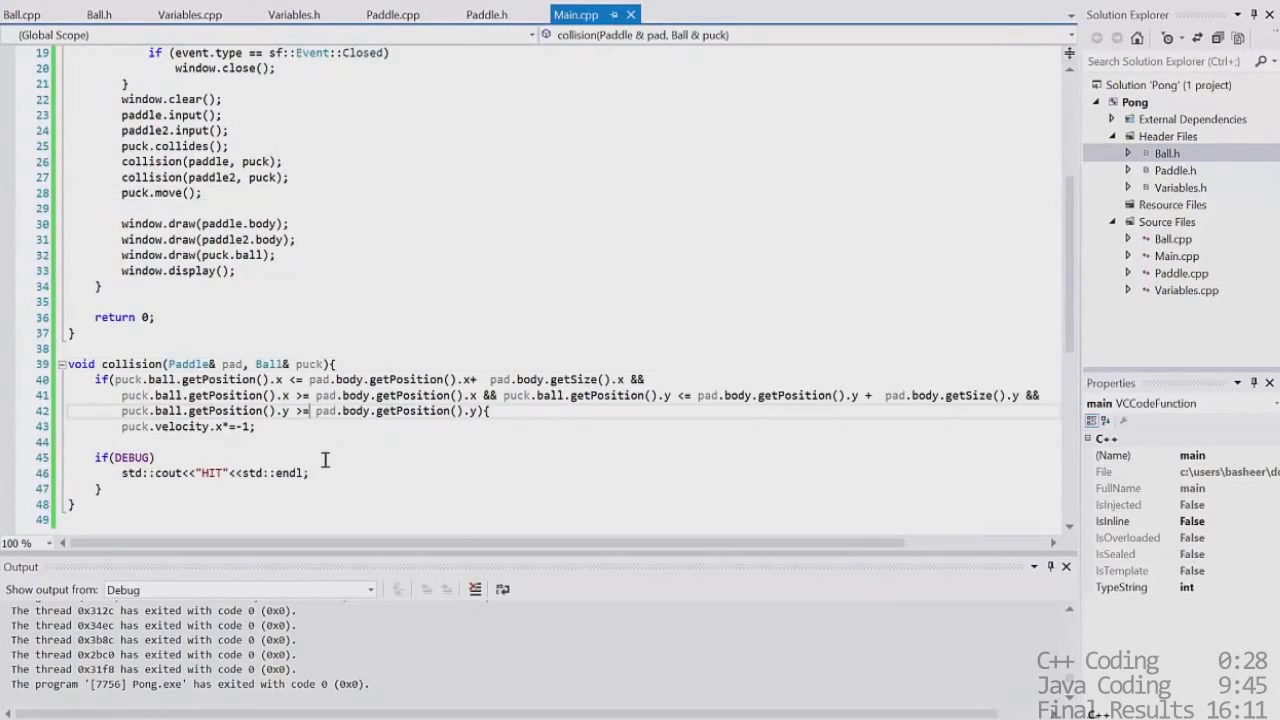 Ball.cpp Ball.h Variables.cpp Variables.h Paddle.cpp Paddle.h Main.cpp
(Global Scope) collision(Paddle & pad, Ball & puck)
19 if (event.type == sf::Event::Closed)
20 window.close();
21 }
22 window.clear();
23 paddle.input();
24 paddle2.input();
25 puck.collides();
26 collision(paddle, puck);
27 collision(paddle2, puck);
28 puck.move();
29
30 window.draw(paddle.body);
31 window.draw(paddle2.body);
32 window.draw(puck.ball);
33 window.display();
34 }
35
36 return 0;
37 }
38
39 void collision(Paddle& pad, Ball& puck){
40 if(puck.ball.getPosition().x <= pad.body.getPosition().x+ pad.body.getSize().x &&
41 puck.ball.getPosition().x >= pad.body.getPosition().x && puck.ball.getPosition().y <= pad.body.getPosition().y + pad.body.getSize().y &&
42 puck.ball.getPosition().y >= pad.body.getPosition().y){
43 puck.velocity.x*=-1;
44
45 if(DEBUG)
46 std::cout<<"HIT"<<std::endl;
47 }
48 }
49
100 %
Output
Show output from: Debug
The thread 0x312c has exited with code 0 (0x0).
The thread 0x34ec has exited with code 0 (0x0).
The thread 0x3b8c has exited with code 0 (0x0).
The thread 0x2bc0 has exited with code 0 (0x0).
The thread 0x31f8 has exited with code 0 (0x0).
The program '[7756] Pong.exe' has exited with code 0 (0x0).
Solution Explorer
Search Solution Explorer (Ctrl+;)
Solution 'Pong' (1 project)
Pong
External Dependencies
Header Files
Ball.h
Paddle.h
Variables.h
Resource Files
Source Files
Ball.cpp
Main.cpp
Paddle.cpp
Variables.cpp
Properties
main VCCodeFunction
C++
(Name) main
File c:\users\basheer\do
FullName main
IsInjected False
IsInline False
IsOverloaded False
IsSealed False
IsTemplate False
TypeString int
C++ Coding 0:28
Java Coding 9:45
Final Results 16:11
C++